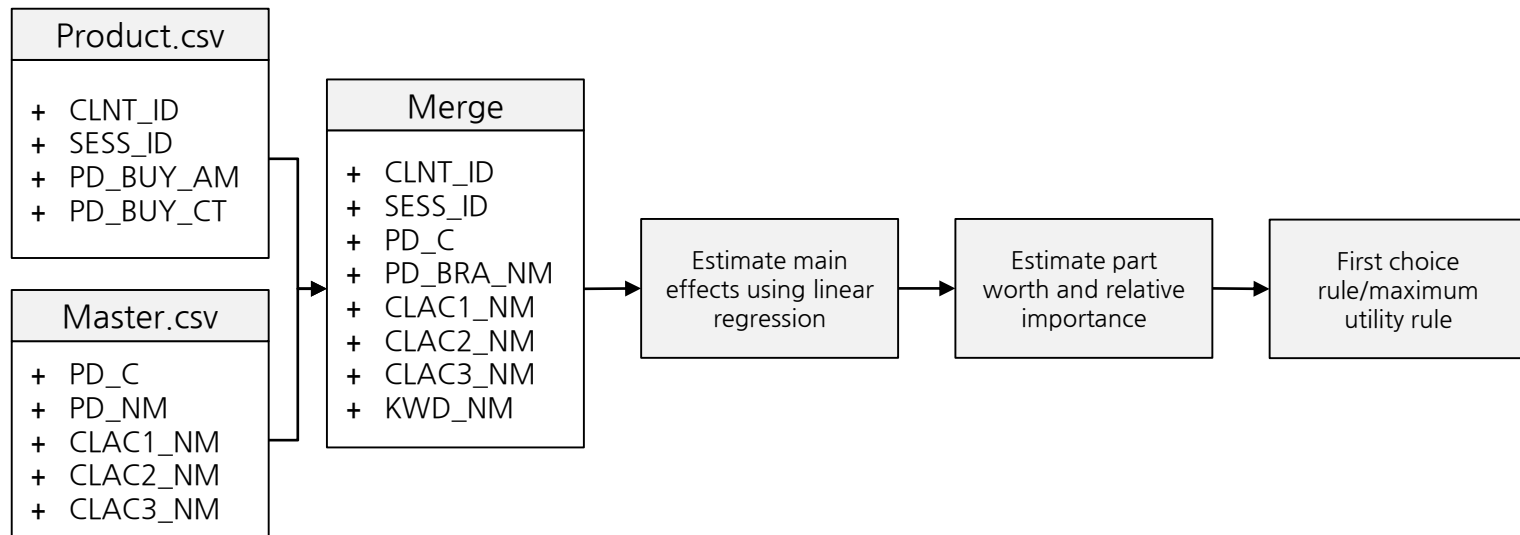 Product.csv
+ CLNT_ID
+ SESS_ID
+ PD_BUY_AM
+ PD_BUY_CT
Master.csv
+ PD_C
+ PD_NM
+ CLAC1_NM
+ CLAC2_NM
+ CLAC3_NM
Merge
+ CLNT_ID
+ SESS_ID
+ PD_C
+ PD_BRA_NM
+ CLAC1_NM
+ CLAC2_NM
+ CLAC3_NM
+ KWD_NM
Estimate main
effects using linear
regression
Estimate part
worth and relative
importance
First choice
rule/maximum
utility rule